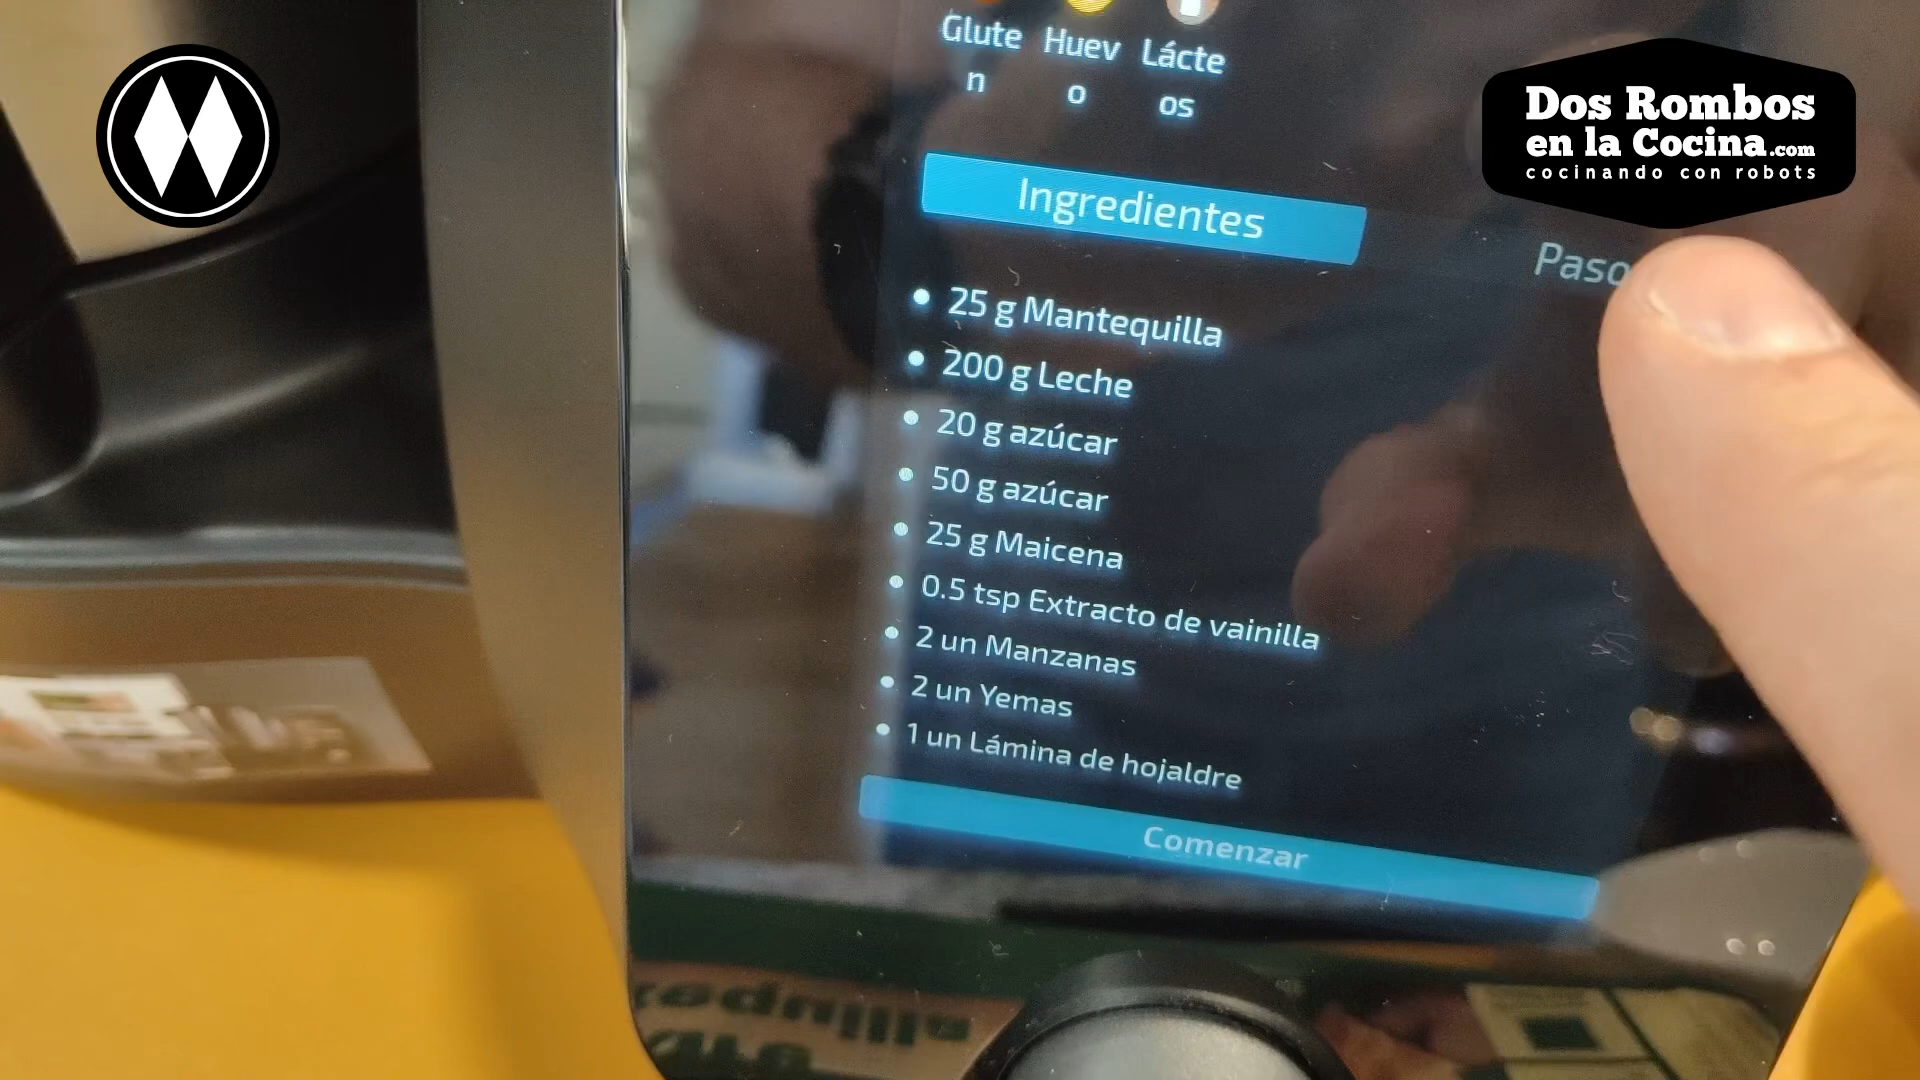 Glute Huev Lácte
n o os
Dos Rombos
en la Cocina.com
cocinando con robots
Ingredientes
Paso
25 g Mantequilla
200 g Leche
20 g azúcar
50 g azúcar
25 g Maicena
0.5 tsp Extracto de vainilla
2 un Manzanas
2 un Yemas
1 un Lámina de hojaldre
Comenzar